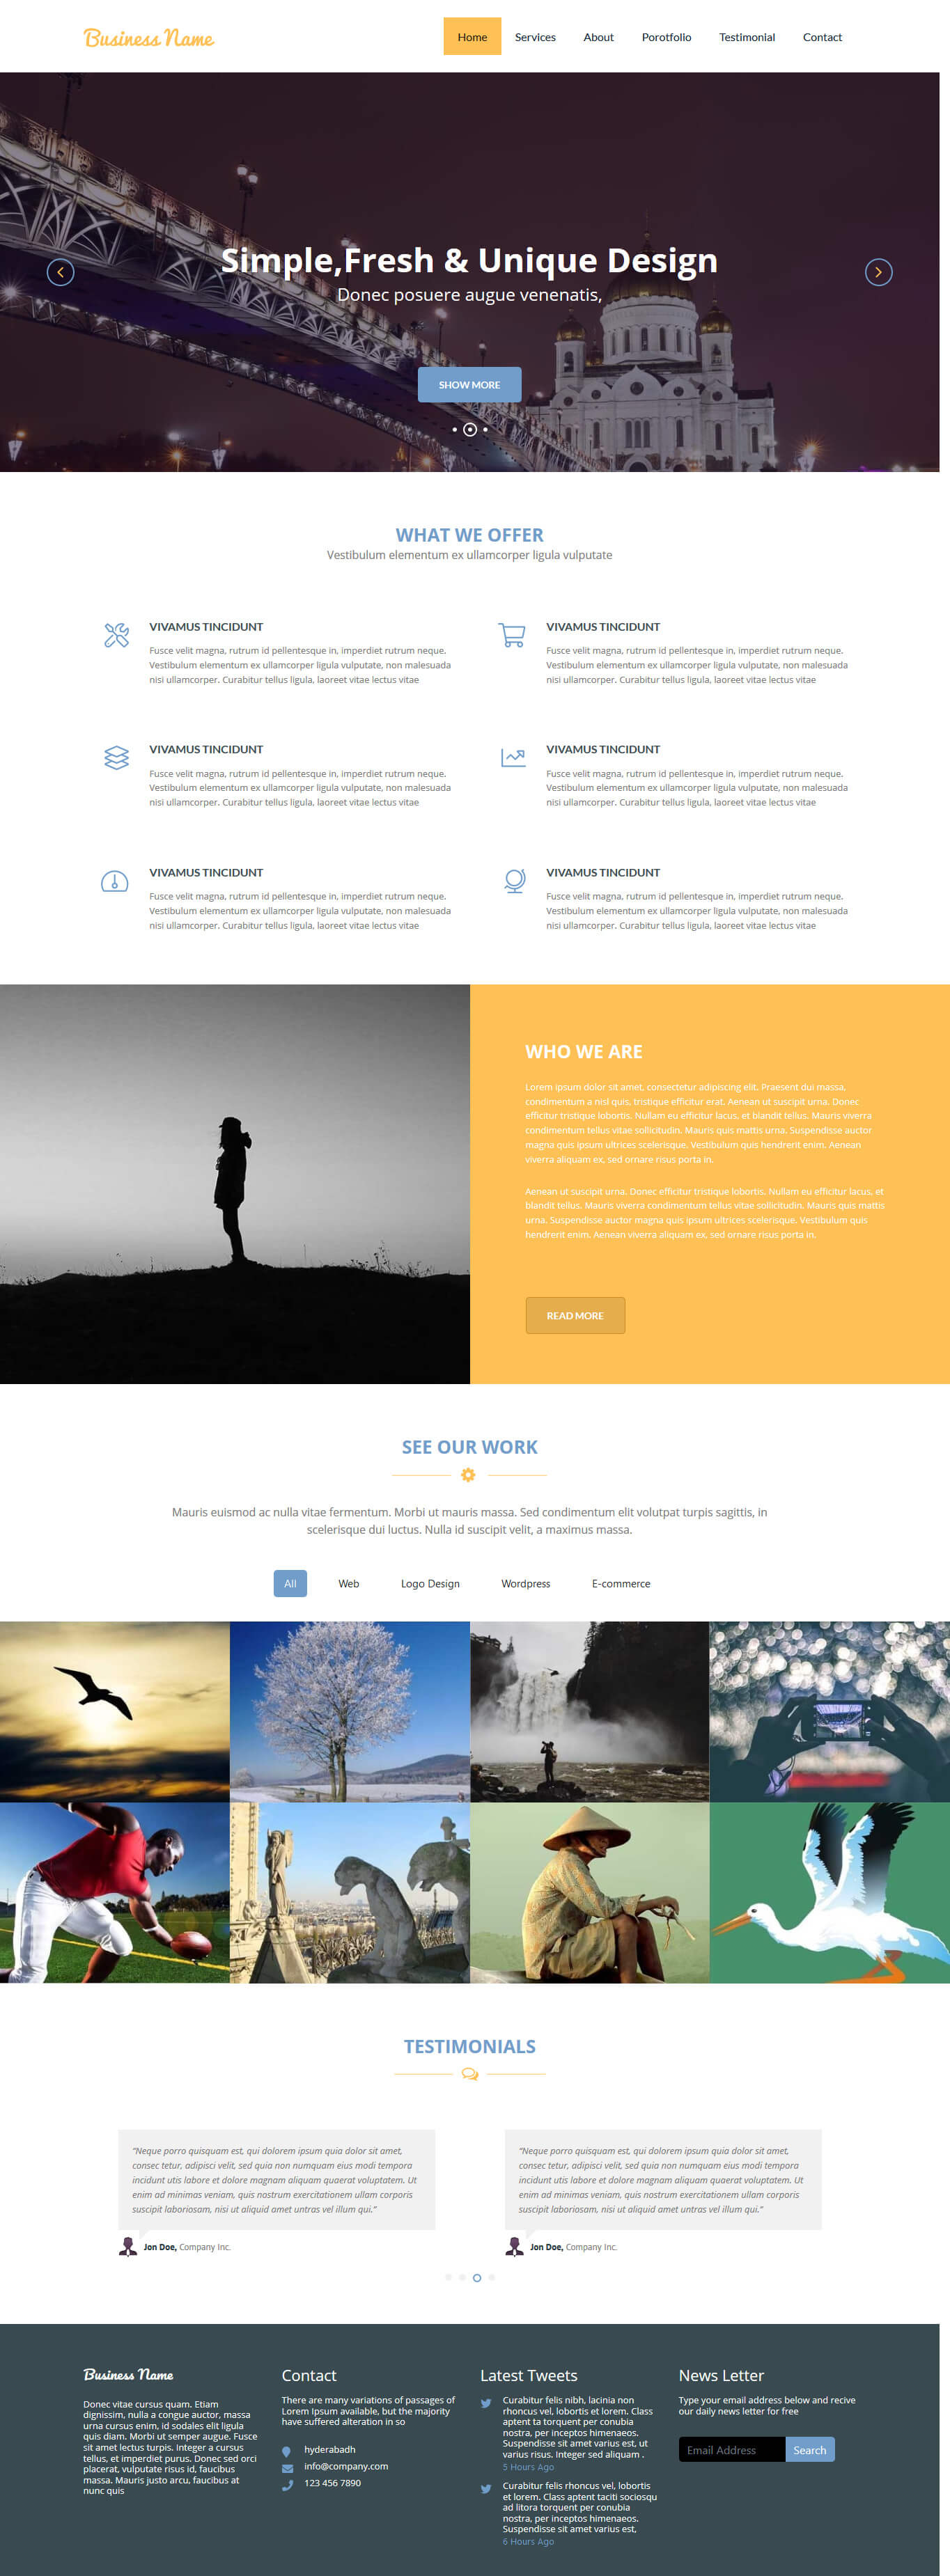 Business Name
Home
Services
About
Porotfolio
Testimonial
Contact
Simple,Fresh & Unique Design
Donec posuere augue venenatis,
SHOW MORE
WHAT WE OFFER
Vestibulum elementum ex ullamcorper ligula vulputate
VIVAMUS TINCIDUNT
Fusce velit magna, rutrum id pellentesque in, imperdiet rutrum neque.
Vestibulum elementum ex ullamcorper ligula vulputate, non malesuada
nisi ullamcorper. Curabitur tellus ligula, laoreet vitae lectus vitae
VIVAMUS TINCIDUNT
Fusce velit magna, rutrum id pellentesque in, imperdiet rutrum neque.
Vestibulum elementum ex ullamcorper ligula vulputate, non malesuada
nisi ullamcorper. Curabitur tellus ligula, laoreet vitae lectus vitae
VIVAMUS TINCIDUNT
Fusce velit magna, rutrum id pellentesque in, imperdiet rutrum neque.
Vestibulum elementum ex ullamcorper ligula vulputate, non malesuada
nisi ullamcorper. Curabitur tellus ligula, laoreet vitae lectus vitae
VIVAMUS TINCIDUNT
Fusce velit magna, rutrum id pellentesque in, imperdiet rutrum neque.
Vestibulum elementum ex ullamcorper ligula vulputate, non malesuada
nisi ullamcorper. Curabitur tellus ligula, laoreet vitae lectus vitae
VIVAMUS TINCIDUNT
Fusce velit magna, rutrum id pellentesque in, imperdiet rutrum neque.
Vestibulum elementum ex ullamcorper ligula vulputate, non malesuada
nisi ullamcorper. Curabitur tellus ligula, laoreet vitae lectus vitae
VIVAMUS TINCIDUNT
Fusce velit magna, rutrum id pellentesque in, imperdiet rutrum neque.
Vestibulum elementum ex ullamcorper ligula vulputate, non malesuada
nisi ullamcorper. Curabitur tellus ligula, laoreet vitae lectus vitae
WHO WE ARE
Lorem ipsum dolor sit amet, consectetur adipiscing elit. Praesent dui massa,
condimentum a nisl quis, tristique efficitur erat. Aenean ut suscipit urna. Donec
efficitur tristique lobortis. Nullam eu efficitur lacus, et blandit tellus. Mauris viverra
condimentum tellus vitae sollicitudin. Mauris quis mattis urna. Suspendisse auctor
magna quis ipsum ultrices scelerisque. Vestibulum quis hendrerit enim. Aenean
viverra aliquam ex, sed ornare risus porta in.
Aenean ut suscipit urna. Donec efficitur tristique lobortis. Nullam eu efficitur lacus, et
blandit tellus. Mauris viverra condimentum tellus vitae sollicitudin. Mauris quis mattis
urna. Suspendisse auctor magna quis ipsum ultrices scelerisque. Vestibulum quis
hendrerit enim. Aenean viverra aliquam ex, sed ornare risus porta in.
READ MORE
SEE OUR WORK
Mauris euismod ac nulla vitae fermentum. Morbi ut mauris massa. Sed condimentum elit volutpat turpis sagittis, in
scelerisque dui luctus. Nulla id suscipit velit, a maximus massa.
All
Web
Logo Design
Wordpress
E-commerce
TESTIMONIALS
"Neque porro quisquam est, qui dolorem ipsum quia dolor sit amet,
consec tetur, adipisci velit, sed quia non numquam eius modi tempora
incidunt utis labore et dolore magnam aliquam quaerat voluptatem. Ut
enim ad minimas veniam, quis nostrum exercitationem ullam corporis
suscipit laboriosam, nisi ut aliquid amet untras vel illum qui."
Jon Doe, Company Inc.
"Neque porro quisquam est, qui dolorem ipsum quia dolor sit amet,
consec tetur, adipisci velit, sed quia non numquam eius modi tempora
incidunt utis labore et dolore magnam aliquam quaerat voluptatem. Ut
enim ad minimas veniam, quis nostrum exercitationem ullam corporis
suscipit laboriosam, nisi ut aliquid amet untras vel illum qui."
Jon Doe, Company Inc.
Business Name
Donec vitae cursus quam. Etiam
dignissim, nulla a congue auctor, massa
urna cursus enim, id sodales elit ligula
quis diam. Morbi ut semper augue. Fusce
sit amet lectus turpis. Integer a cursus
tellus, et imperdiet purus. Donec sed orci
placerat, vulputate risus id, faucibus
massa. Mauris justo arcu, faucibus at
nunc quis
Contact
There are many variations of passages of
Lorem Ipsum available, but the majority
have suffered alteration in so
hyderabadh
info@company.com
123 456 7890
Latest Tweets
Curabitur felis nibh, lacinia non
rhoncus vel, lobortis et lorem. Class
aptent ta torquent per conubia
nostra, per inceptos himenaeos.
Suspendisse sit amet varius est, ut
varius risus. Integer sed aliquam .
5 Hours Ago
Curabitur felis rhoncus vel, lobortis
et lorem. Class aptent taciti sociosqu
ad litora torquent per conubia
nostra, per inceptos himenaeos.
Suspendisse sit amet varius est,
6 Hours Ago
News Letter
Type your email address below and recive
our daily news letter for free
Email Address
Search